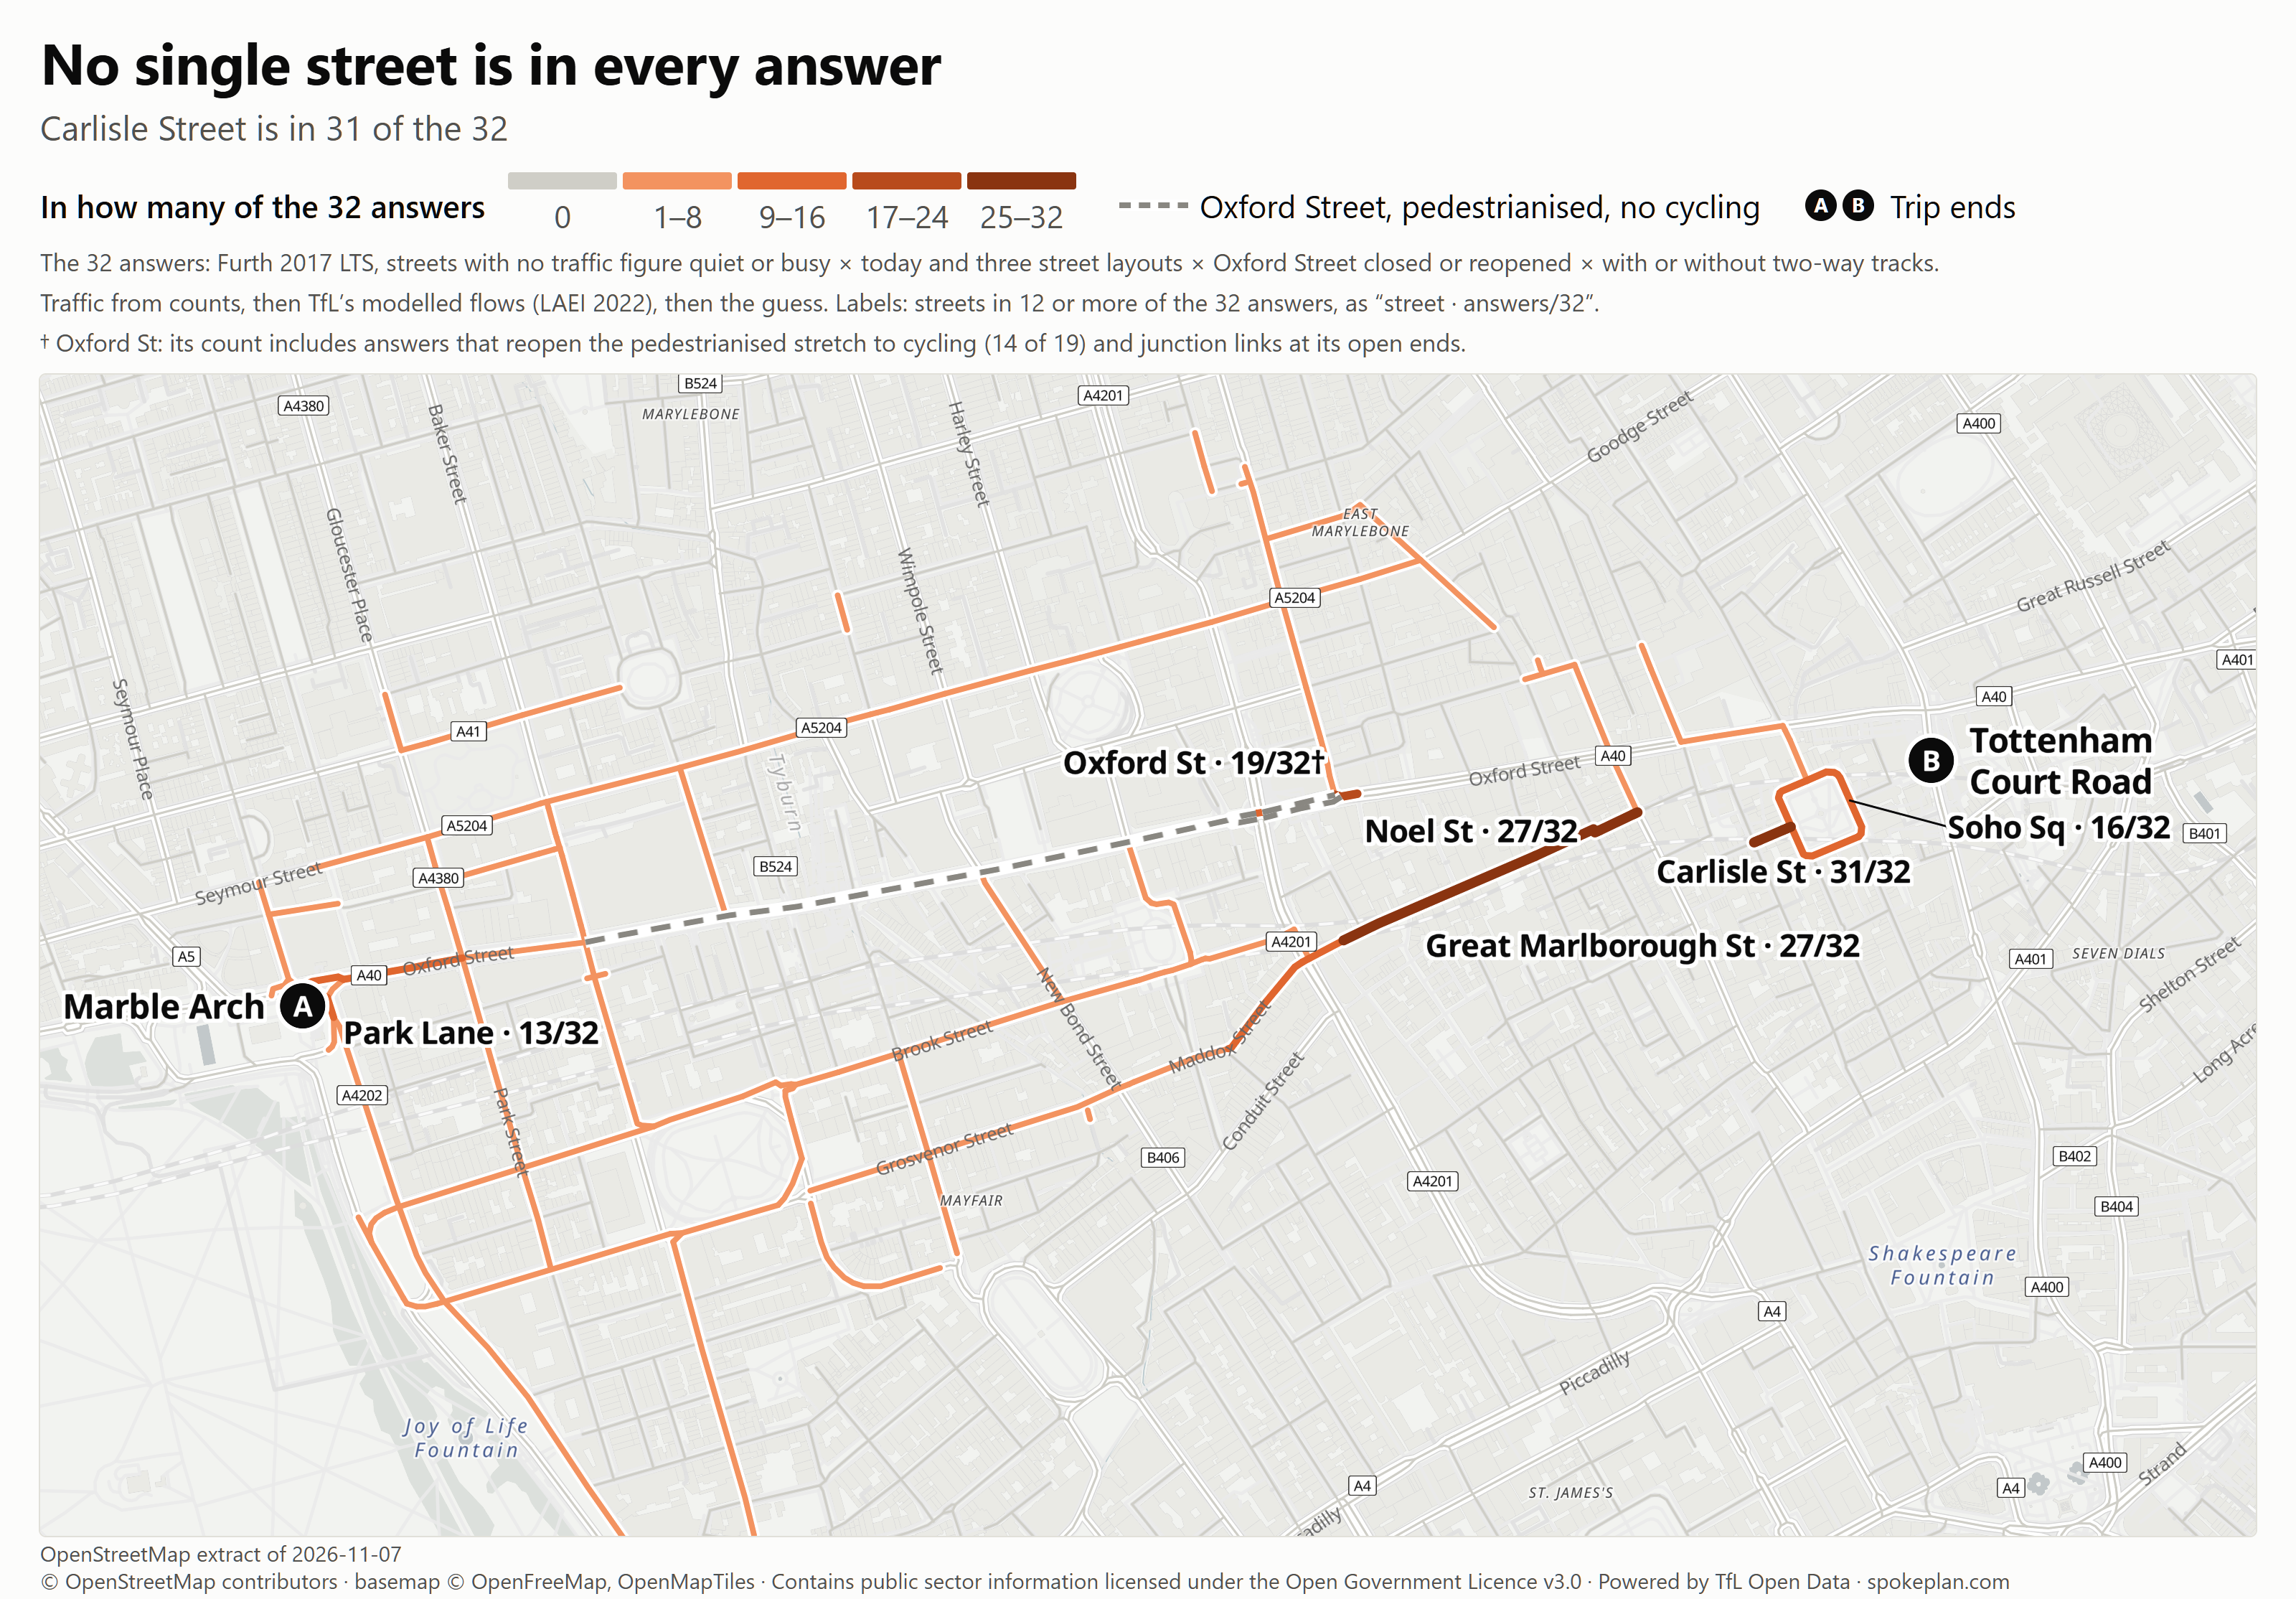 No single street is in every answer
Carlisle Street is in 31 of the 32
In how many of the 32 answers
0
1–8
9–16
17–24
25–32
Oxford Street, pedestrianised, no cycling
A B Trip ends
The 32 answers: Furth 2017 LTS, streets with no traffic figure quiet or busy × today and three street layouts × Oxford Street closed or reopened × with or without two-way tracks.
Traffic from counts, then TfL’s modelled flows (LAEI 2022), then the guess. Labels: streets in 12 or more of the 32 answers, as “street · answers/32”.
† Oxford St: its count includes answers that reopen the pedestrianised stretch to cycling (14 of 19) and junction links at its open ends.
B524
A4380
Baker Street
MARYLEBONE
Harley Street
A4201
Goodge Street
A400
Gloucester Place
EAST
MARYLEBONE
Wimpole Street
A5204
Great Russell Street
A401
Seymour Place
A41
A5204
Tyburn
Oxford St · 19/32†
Oxford Street
A40
A40
B
Tottenham
Court Road
A5204
Noel St · 27/32
Soho Sq · 16/32
B401
Seymour Street
A4380
B524
Carlisle St · 31/32
A5
Oxford Street
A40
A4201
Great Marlborough St · 27/32
A401
SEVEN DIALS
Shelton Street
Marble Arch
A
Park Lane · 13/32
New Bond Street
Brook Street
Maddox Street
Long Acre
A4202
Park Street
Conduit Street
Grosvenor Street
B406
B402
MAYFAIR
A4201
B404
Shakespeare
Fountain
A400
A4
Piccadilly
Joy of Life
Fountain
A4
ST. JAMES'S
A400
A4
Strand
adilly
OpenStreetMap extract of 2026-11-07
© OpenStreetMap contributors · basemap © OpenFreeMap, OpenMapTiles · Contains public sector information licensed under the Open Government Licence v3.0 · Powered by TfL Open Data · spokeplan.com